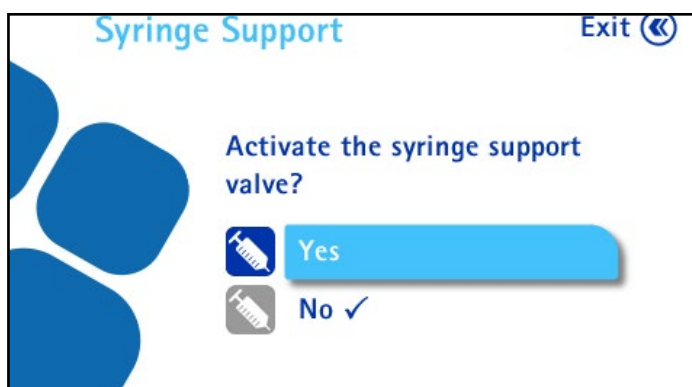 Syringe Support
Exit
Activate the syringe support
valve?
Yes
No ✓